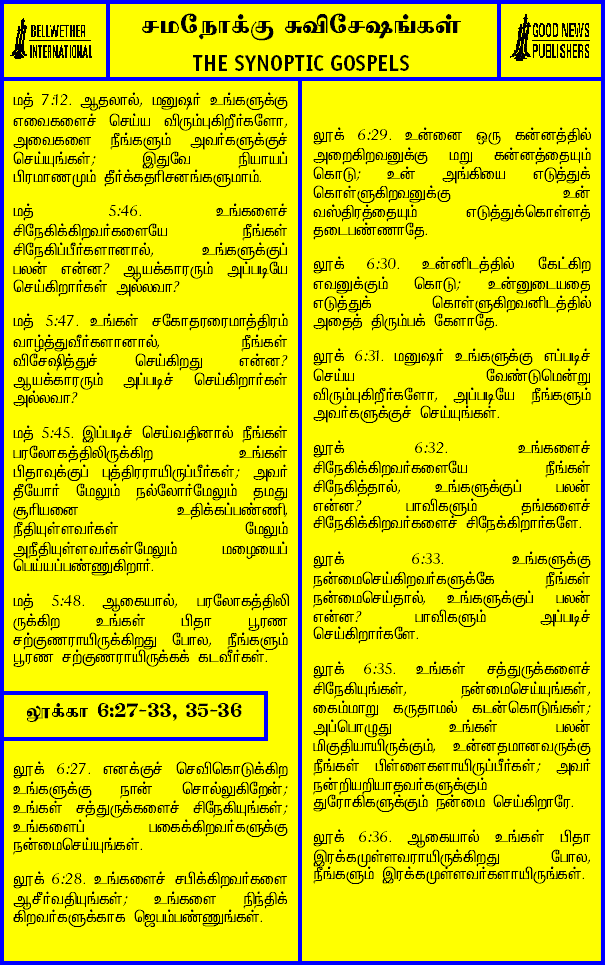 BELLWETHER
INTERNATIONAL
சமநோக்கு சுவிசேஷங்கள்
THE SYNOPTIC GOSPELS
GOOD NEWS
PUBLISHERS
மத் 7:12. ஆதலால், மனுஷர் உங்களுக்கு
எவைகளைச் செய்ய விரும்புகிறீர்களோ,
அவைகளை நீங்களும் அவர்களுக்குச்
செய்யுங்கள்; இதுவே நியாயப்
பிரமாணமும் தீர்க்கதரிசனங்களுமாம்.
மத் 5:46. உங்களைச்
சிநேகிக்கிறவர்களையே நீங்கள்
சிநேகிப்பீர்களானால், உங்களுக்குப்
பலன் என்ன? ஆயக்காரரும் அப்படியே
செய்கிறார்கள் அல்லவா?
மத் 5:47. உங்கள் சகோதரரைமாத்திரம்
வாழ்த்துவீர்களானால், நீங்கள்
விசேஷித்துச் செய்கிறது என்ன?
ஆயக்காரரும் அப்படிச் செய்கிறார்கள்
அல்லவா?
மத் 5:45. இப்படிச் செய்வதினால் நீங்கள்
பரலோகத்திலிருக்கிற உங்கள்
பிதாவுக்குப் புத்திரராயிருப்பீர்கள்; அவர்
தீயோர் மேலும் நல்லோர்மேலும் தமது
சூரியனை உதிக்கப்பண்ணி,
நீதியுள்ளவர்கள் மேலும்
அநீதியுள்ளவர்கள்மேலும் மழையைப்
பெய்யப்பண்ணுகிறார்.
மத் 5:48. ஆகையால், பரலோகத்திலி
ருக்கிற உங்கள் பிதா பூரண
சற்குணராயிருக்கிறது போல, நீங்களும்
பூரண சற்குணராயிருக்கக் கடவீர்கள்.
லூக்கா 6:27-33, 35-36
லூக் 6:27. எனக்குச் செவிகொடுக்கிற
உங்களுக்கு நான் சொல்லுகிறேன்;
உங்கள் சத்துருக்களைச் சிநேகியுங்கள்;
உங்களைப் பகைக்கிறவர்களுக்கு
நன்மைசெய்யுங்கள்.
லூக் 6:28. உங்களைச் சபிக்கிறவர்களை
ஆசீர்வதியுங்கள்; உங்களை நிந்திக்
கிறவர்களுக்காக ஜெபம்பண்ணுங்கள்.
லூக் 6:29. உன்னை ஒரு கன்னத்தில்
அறைகிறவனுக்கு மறு கன்னத்தையும்
கொடு; உன் அங்கியை எடுத்துக்
கொள்ளுகிறவனுக்கு உன்
வஸ்திரத்தையும் எடுத்துக்கொள்ளத்
தடைபண்ணாதே.
லூக் 6:30. உன்னிடத்தில் கேட்கிற
எவனுக்கும் கொடு; உன்னுடையதை
எடுத்துக் கொள்ளுகிறவனிடத்தில்
அதைத் திரும்பக் கேளாதே.
லூக் 6:31. மனுஷர் உங்களுக்கு எப்படிச்
செய்ய வேண்டுமென்று
விரும்புகிறீர்களோ, அப்படியே நீங்களும்
அவர்களுக்குச் செய்யுங்கள்.
லூக் 6:32. உங்களைச்
சிநேகிக்கிறவர்களையே நீங்கள்
சிநேகித்தால், உங்களுக்குப் பலன்
என்ன? பாவிகளும் தங்களைச்
சிநேகிக்கிறவர்களைச் சிநேக்கிறார்களே.
லூக் 6:33. உங்களுக்கு
நன்மைசெய்கிறவர்களுக்கே நீங்கள்
நன்மைசெய்தால், உங்களுக்குப் பலன்
என்ன? பாவிகளும் அப்படிச்
செய்கிறார்களே.
லூக் 6:35. உங்கள் சத்துருக்களைச்
சிநேகியுங்கள், நன்மைசெய்யுங்கள்,
கைம்மாறு கருதாமல் கடன்கொடுங்கள்;
அப்பொழுது உங்கள் பலன்
மிகுதியாயிருக்கும், உன்னதமானவருக்கு
நீங்கள் பிள்ளைகளாயிருப்பீர்கள்; அவர்
நன்றியறியாதவர்களுக்கும்
துரோகிகளுக்கும் நன்மை செய்கிறாரே.
லூக் 6:36. ஆகையால் உங்கள் பிதா
இரக்கமுள்ளவராயிருக்கிறது போல,
நீங்களும் இரக்கமுள்ளவர்களாயிருங்கள்.